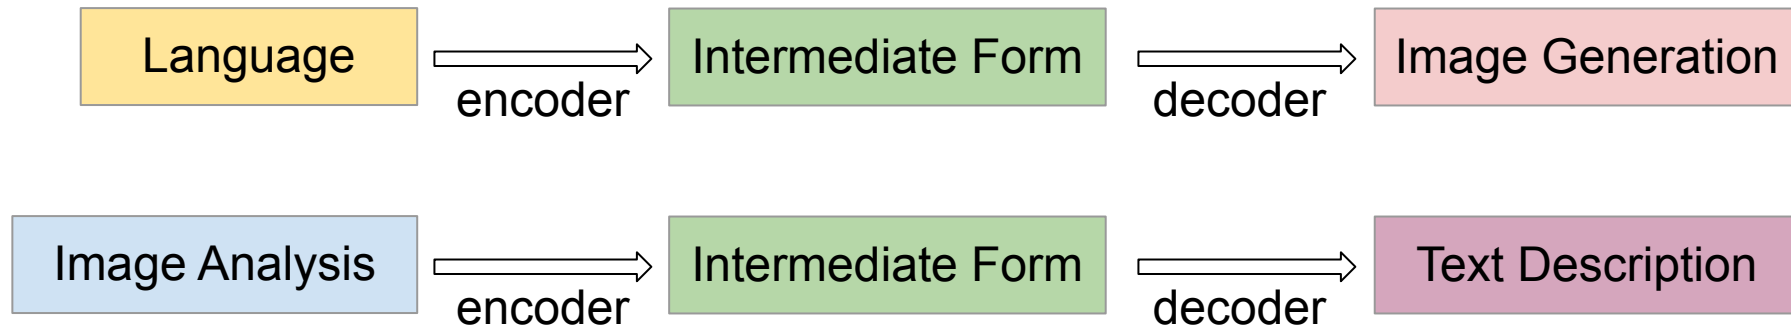 Language
encoder
Intermediate Form
decoder
Image Generation
Image Analysis
encoder
Intermediate Form
decoder
Text Description